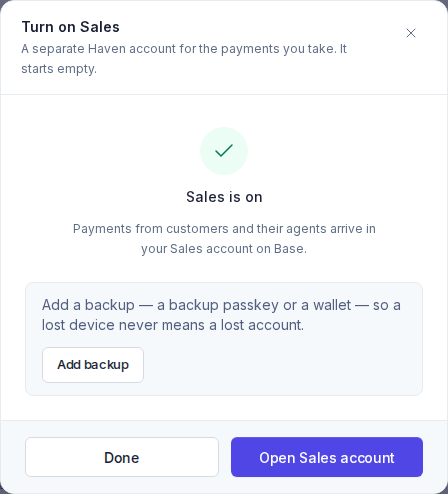 Turn on Sales
A separate Haven account for the payments you take. It
starts empty.
Sales is on
Payments from customers and their agents arrive in
your Sales account on Base.
Add a backup — a backup passkey or a wallet — so a
lost device never means a lost account.
Add backup
Done
Open Sales account